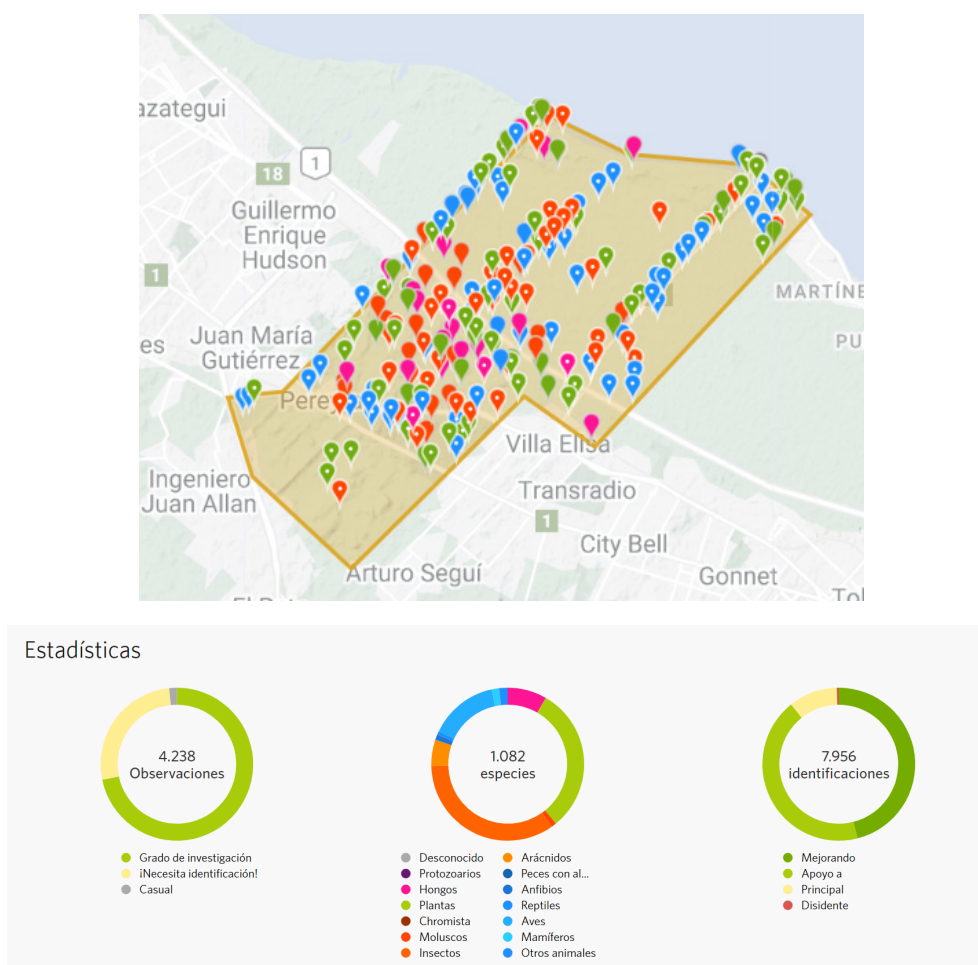 azategui
1
18
Guillermo
Enrique
Hudson
1
MARTÍNE
PU
es
Juan María
Gutiérrez
Villa Elisa
Ingeniero
Juan Allan
Transradio
1
City Bell
Arturo Seguí
Gonnet
Tol
Estadísticas
4.238
Observaciones
1.082
especies
7.956
identificaciones
Grado de investigación
¡Necesita identificación!
Casual
Desconocido
Protozoarios
Hongos
Plantas
Chromista
Moluscos
Insectos
Arácnidos
Peces con al...
Anfibios
Reptiles
Aves
Mamíferos
Otros animales
Mejorando
Apoyo a
Principal
Disidente